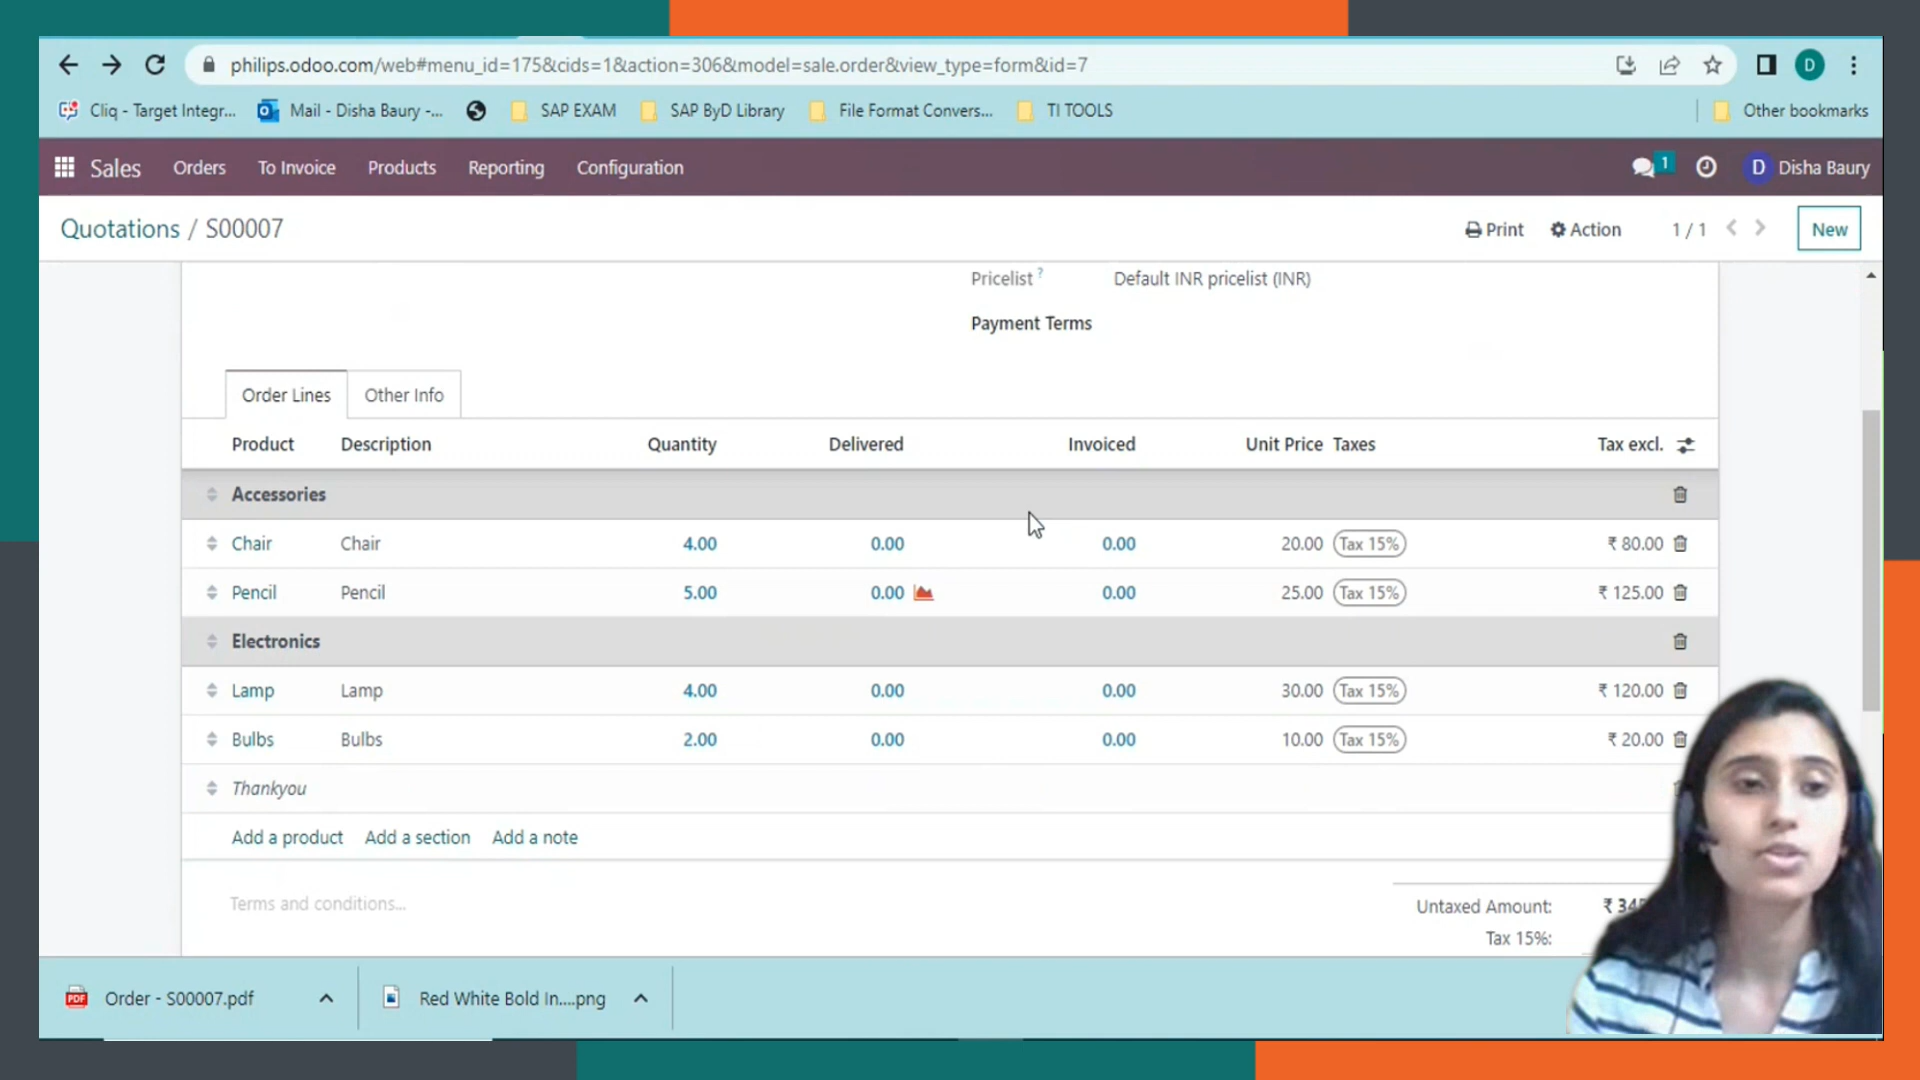 philips.odoo.com/web#menu_id=175&cids=1&action=306&model=sale.order&view_type=form&id=7
D
Cliq - Target Integr... Mail - Disha Baury -... SAP EXAM SAP ByD Library File Format Convers... TI TOOLS Other bookmarks
Sales Orders To Invoice Products Reporting Configuration 1 D Disha Baury
Quotations / S00007 Print Action 1 / 1 New
Pricelist ? Default INR pricelist (INR)
Payment Terms
Order Lines Other Info
Product Description Quantity Delivered Invoiced Unit Price Taxes Tax excl.
Accessories
Chair Chair 4.00 0.00 0.00 20.00 Tax 15% ₹ 80.00
Pencil Pencil 5.00 0.00 0.00 25.00 Tax 15% ₹ 125.00
Electronics
Lamp Lamp 4.00 0.00 0.00 30.00 Tax 15% ₹ 120.00
Bulbs Bulbs 2.00 0.00 0.00 10.00 Tax 15% ₹ 20.00
Thankyou
Add a product Add a section Add a note
Terms and conditions...
Untaxed Amount: ₹
Tax 15%:
PDF Order - S00007.pdf Red White Bold In....png